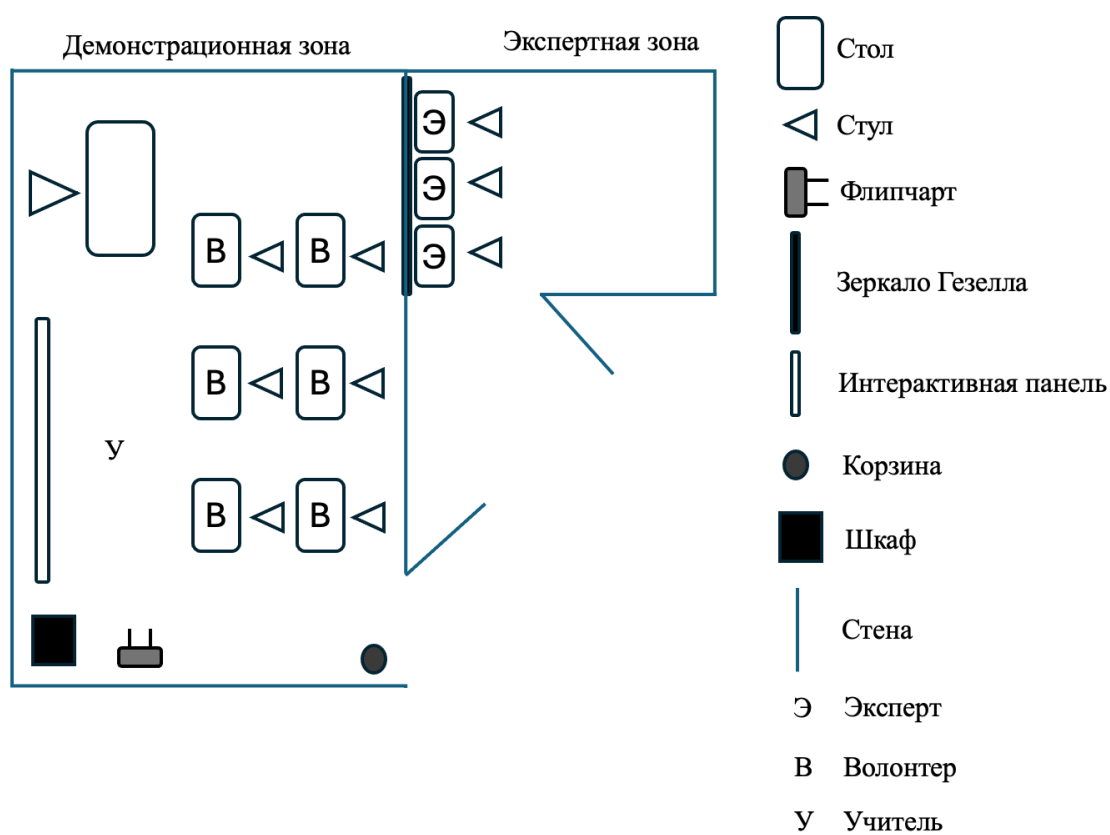 Демонстрационная зона
Экспертная зона
Э
Э
Э
В В
В В
У
В В
Стол
Стул
Флипчарт
Зеркало Гезелла
Интерактивная панель
Корзина
Шкаф
Стена
Э Эксперт
В Волонтер
У Учитель